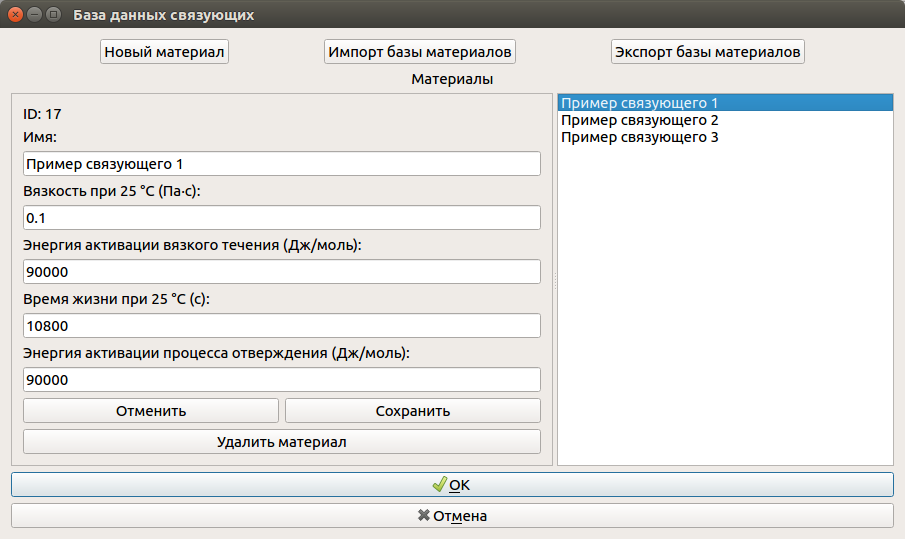 База данных связующих
Новый материал
Импорт базы материалов
Экспорт базы материалов
Материалы
ID: 17
Имя:
Пример связующего 1
Вязкость при 25 °C (Па·с):
0.1
Энергия активации вязкого течения (Дж/моль):
90000
Время жизни при 25 °C (с):
10800
Энергия активации процесса отверждения (Дж/моль):
90000
Отменить
Сохранить
Удалить материал
Пример связующего 1
Пример связующего 2
Пример связующего 3
OK
Отмена